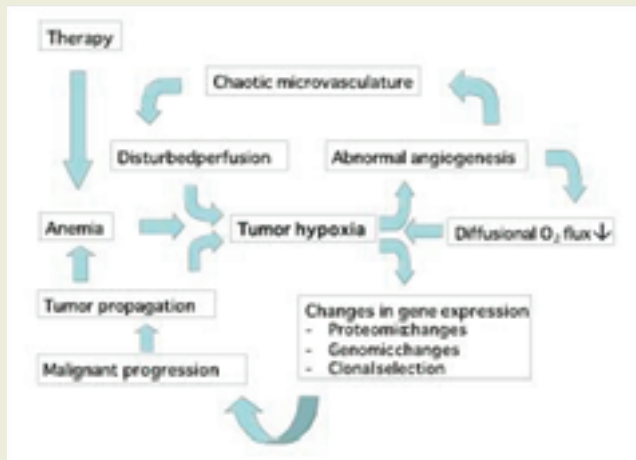 Therapy
Chaotic microvasculature
Disturbedperfusion
Abnormal angiogenesis
Anemia
Tumor hypoxia
Diffusional O₂ flux ↓
Tumor propagation
Changes in gene expression
- Proteomicchanges
- Genomicchanges
- Clonalselection
Malignant progression